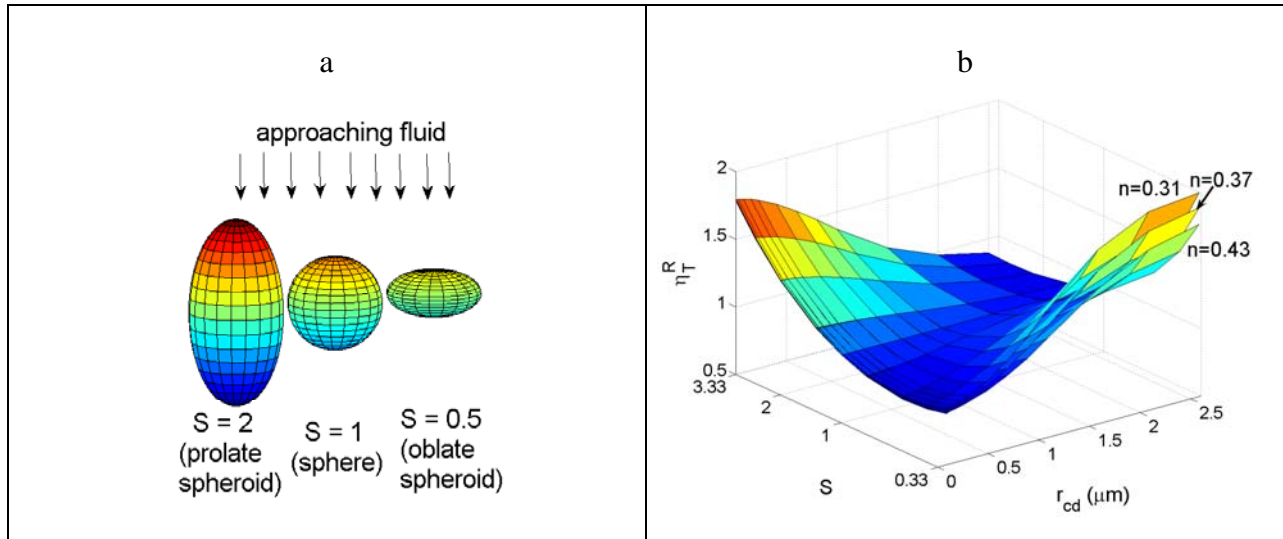 a
approaching fluid
S = 2
(prolate
spheroid)
S = 1
(sphere)
S = 0.5
(oblate
spheroid)
b
2
1.5
1
0.5
η_T^R
n=0.31
n=0.37
n=0.43
3.33
2
1
0.33
S
0
0.5
1
1.5
2
2.5
r_cd (μm)